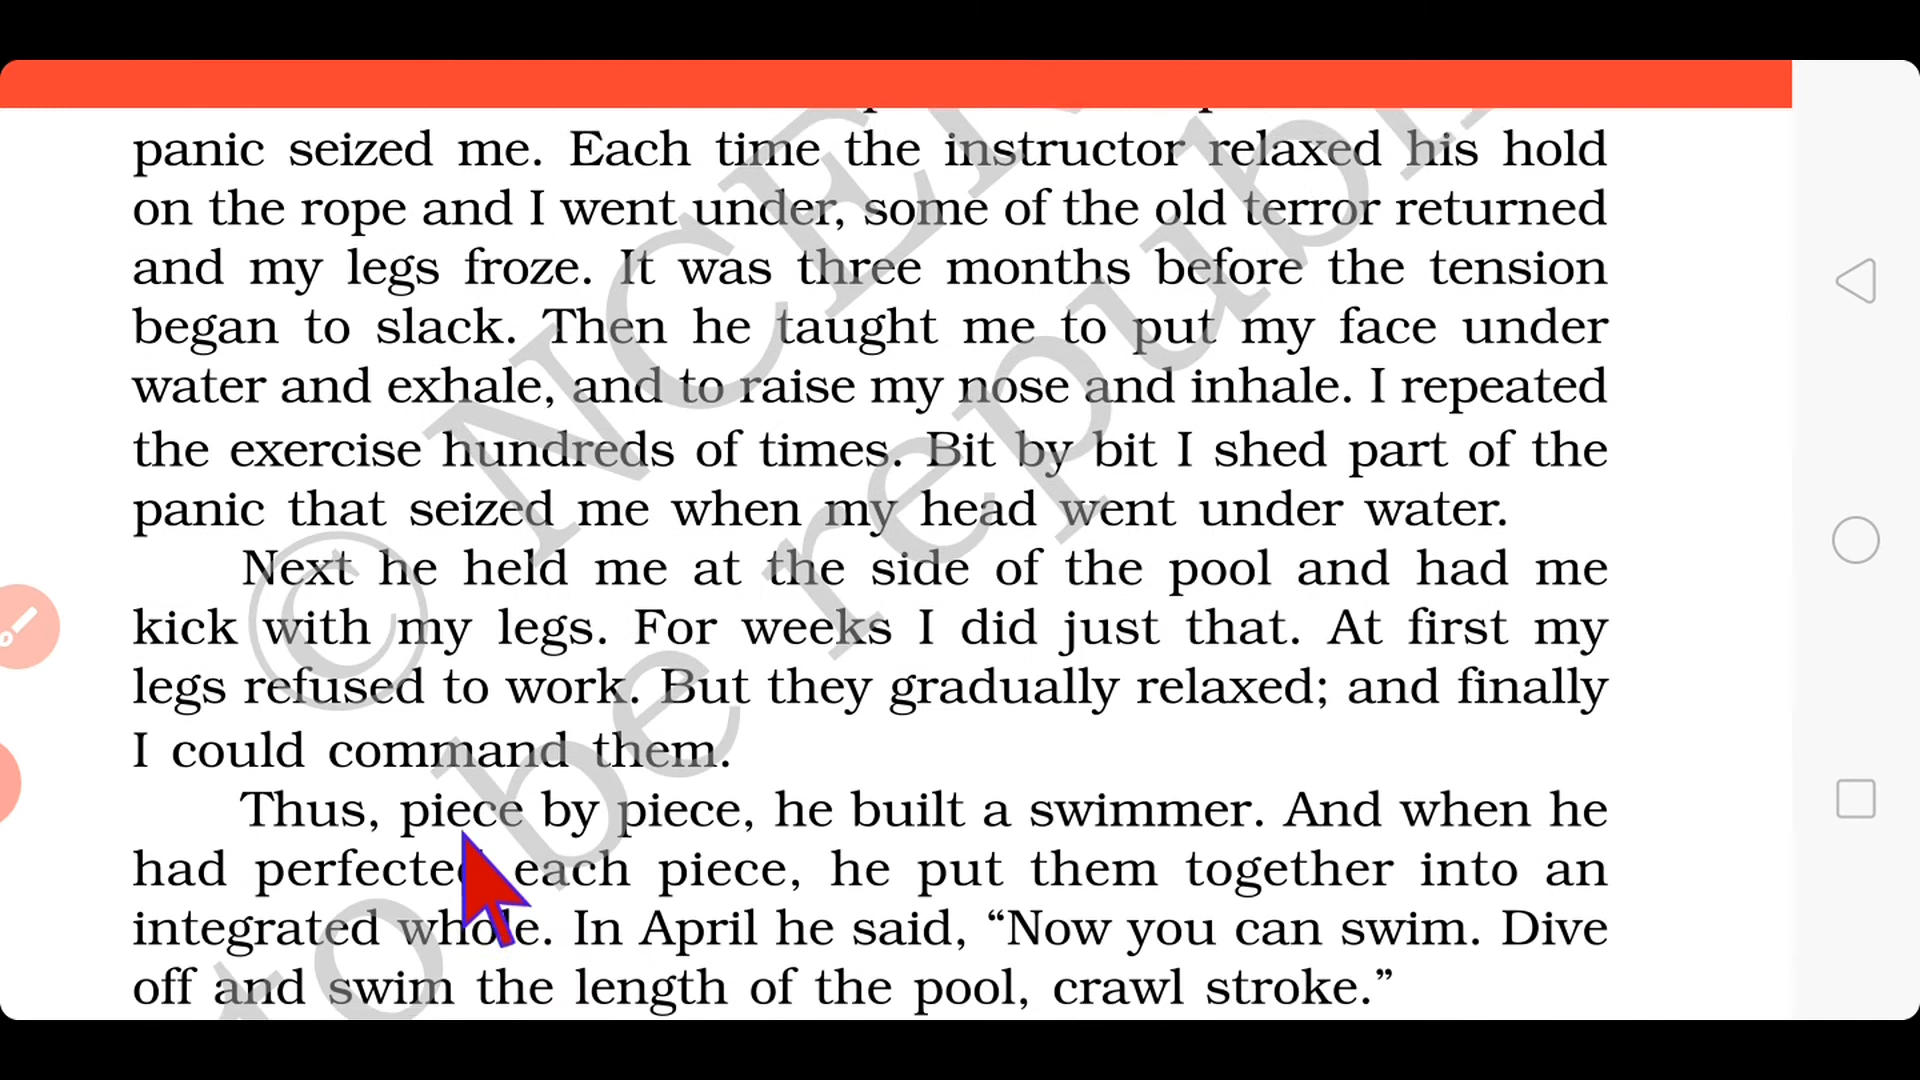 panic seized me. Each time the instructor relaxed his hold
on the rope and I went under, some of the old terror returned
and my legs froze. It was three months before the tension
began to slack. Then he taught me to put my face under
water and exhale, and to raise my nose and inhale. I repeated
the exercise hundreds of times. Bit by bit I shed part of the
panic that seized me when my head went under water.
Next he held me at the side of the pool and had me
kick with my legs. For weeks I did just that. At first my
legs refused to work. But they gradually relaxed; and finally
I could command them.
Thus, piece by piece, he built a swimmer. And when he
had perfected each piece, he put them together into an
integrated whole. In April he said, “Now you can swim. Dive
off and swim the length of the pool, crawl stroke.”
© NCER
to be republi